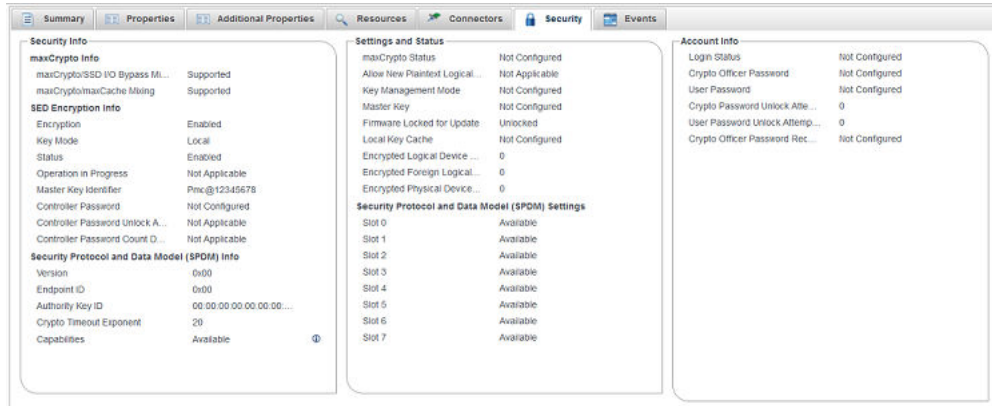 Summary Properties Additional Properties Resources Connectors Security Events
Security Info
maxCrypto Info
maxCrypto/SSD I/O Bypass Mi... Supported
maxCrypto/maxCache Mixing Supported
SED Encryption Info
Encryption Enabled
Key Mode Local
Status Enabled
Operation in Progress Not Applicable
Master Key Identifier Pmc@12345678
Controller Password Not Configured
Controller Password Unlock A... Not Applicable
Controller Password Count D... Not Applicable
Security Protocol and Data Model (SPDM) Info
Version 0x00
Endpoint ID 0x00
Authority Key ID 00:00:00:00:00:00:00:...
Crypto Timeout Exponent 20
Capabilities Available
Settings and Status
maxCrypto Status Not Configured
Allow New Plaintext Logical... Not Applicable
Key Management Mode Not Configured
Master Key Not Configured
Firmware Locked for Update Unlocked
Local Key Cache Not Configured
Encrypted Logical Device ... 0
Encrypted Foreign Logical... 0
Encrypted Physical Device... 0
Security Protocol and Data Model (SPDM) Settings
Slot 0 Available
Slot 1 Available
Slot 2 Available
Slot 3 Available
Slot 4 Available
Slot 5 Available
Slot 6 Available
Slot 7 Available
Account Info
Login Status Not Configured
Crypto Officer Password Not Configured
User Password Not Configured
Crypto Password Unlock Atte... 0
User Password Unlock Attemp... 0
Crypto Officer Password Rec... Not Configured